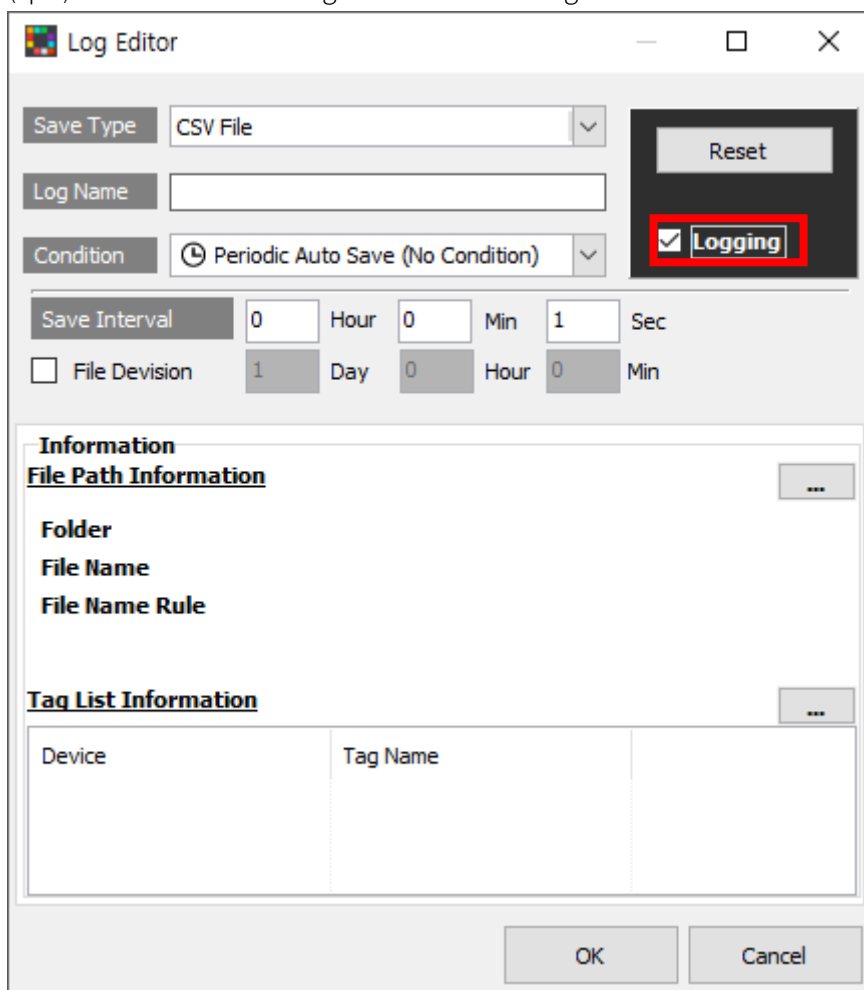 Log Editor
Save Type CSV File
Reset
Log Name
Logging
Condition Periodic Auto Save (No Condition)
Save Interval 0 Hour 0 Min 1 Sec
File Devision 1 Day 0 Hour 0 Min
Information
File Path Information ...
Folder
File Name
File Name Rule
Tag List Information ...
Device Tag Name
OK Cancel